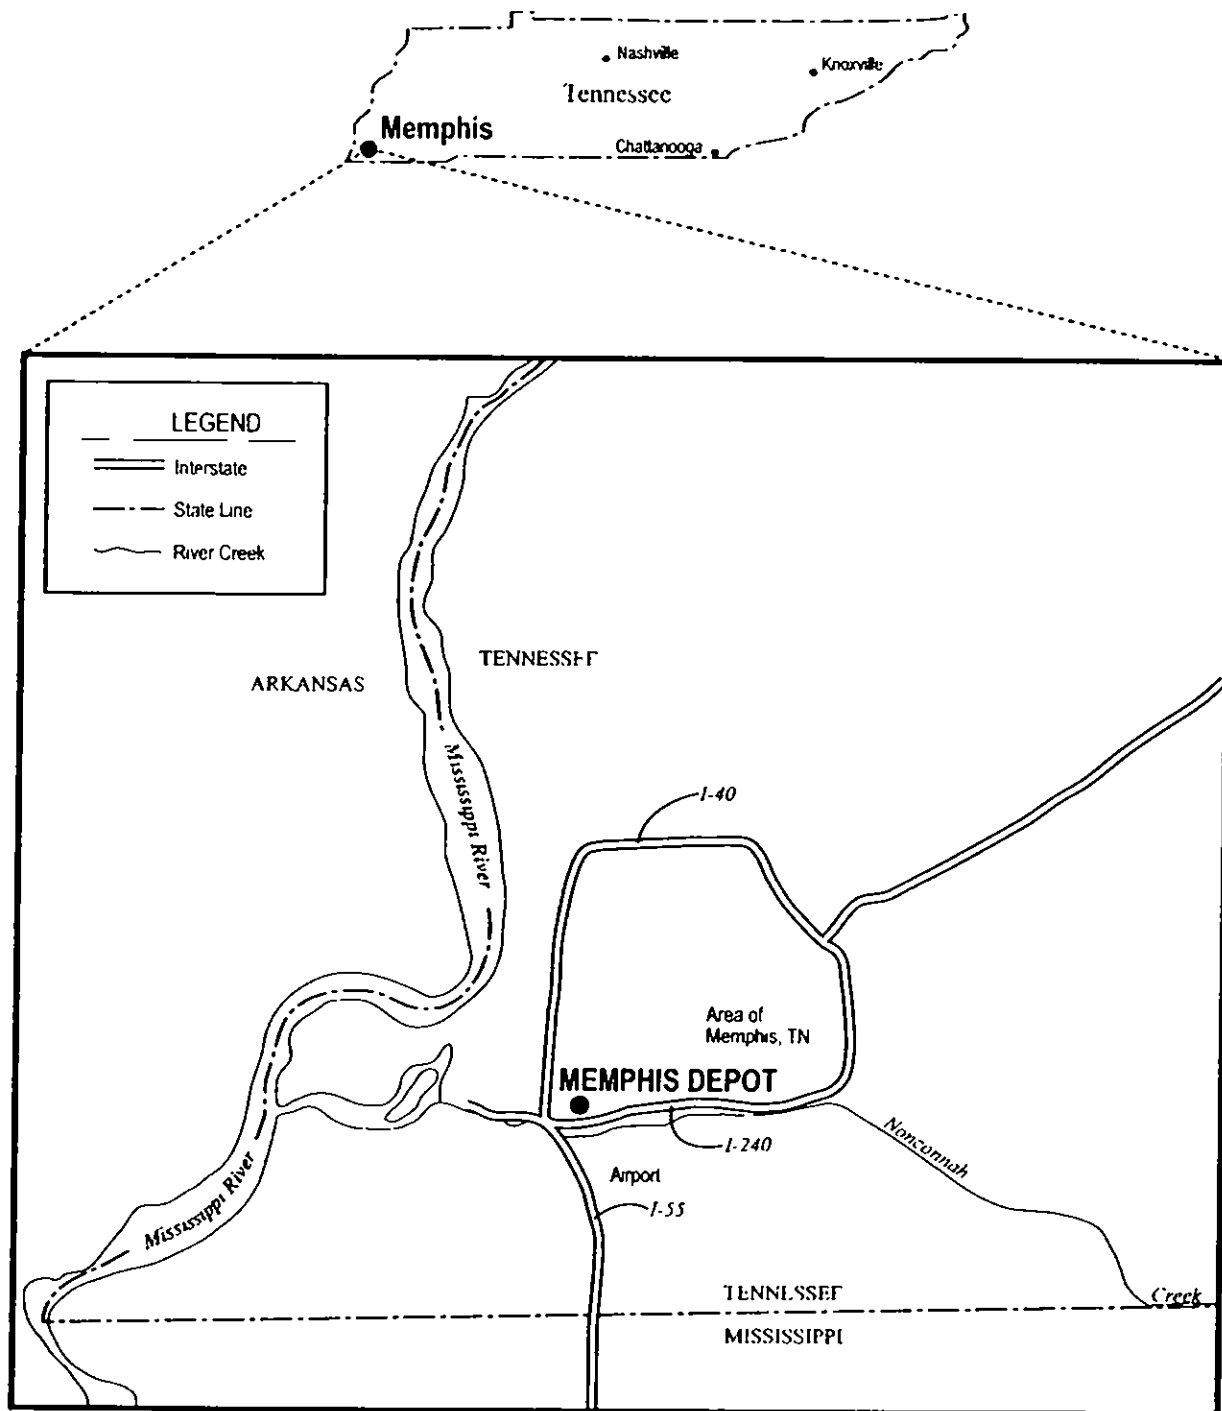 Nashville
Knoxville
Tennessee
Memphis
Chattanooga
LEGEND
Interstate
State Line
River Creek
TENNESSEE
ARKANSAS
Mississippi River
I-40
Area of
Memphis, TN
MEMPHIS DEPOT
Nonconnah
I-240
Mississippi River
Airport
I-55
TENNESSEE
Creek
MISSISSIPPI